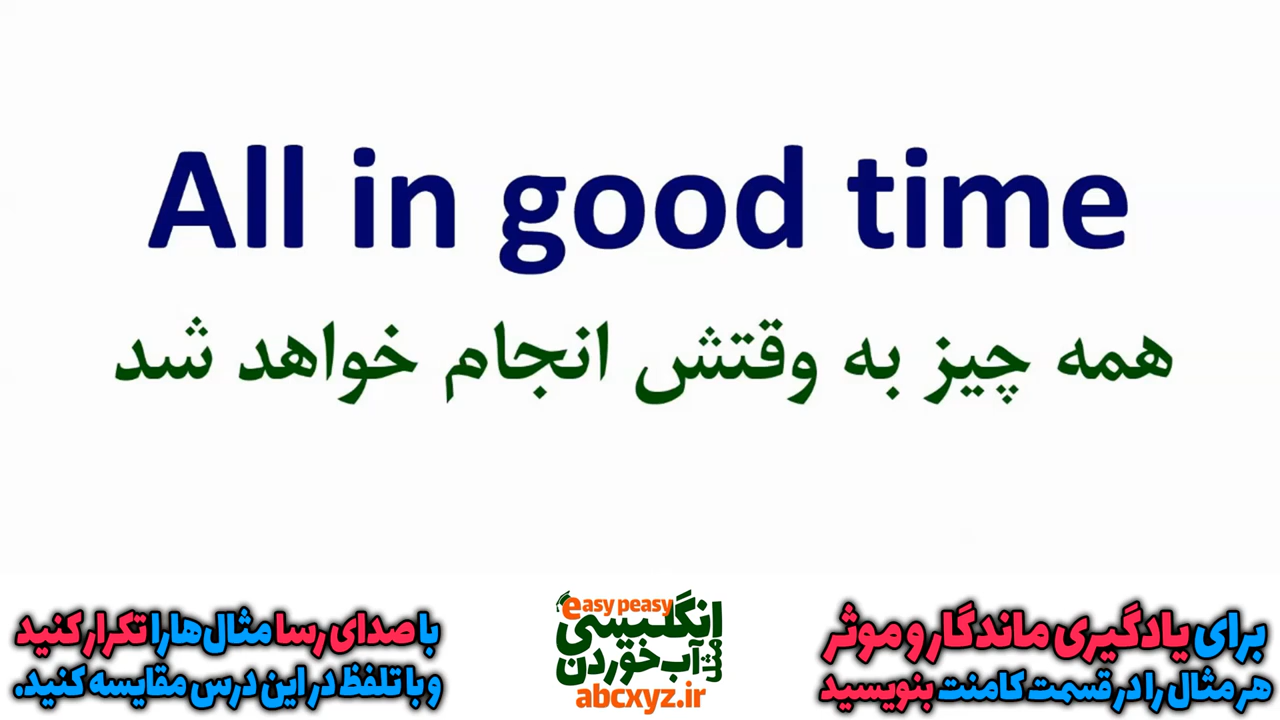 All in good time
همه چیز به وقتش انجام خواهد شد
برای یادگیری ماندگار و موثر
هر مثال را در قسمت کامنت بنویسید
easy peasy
انگلیسی
مثل
آب خوردن
abcxyz.ir
با صدای رسا مثال‌ها را تکرار کنید
و با تلفظ در این درس مقایسه کنید.